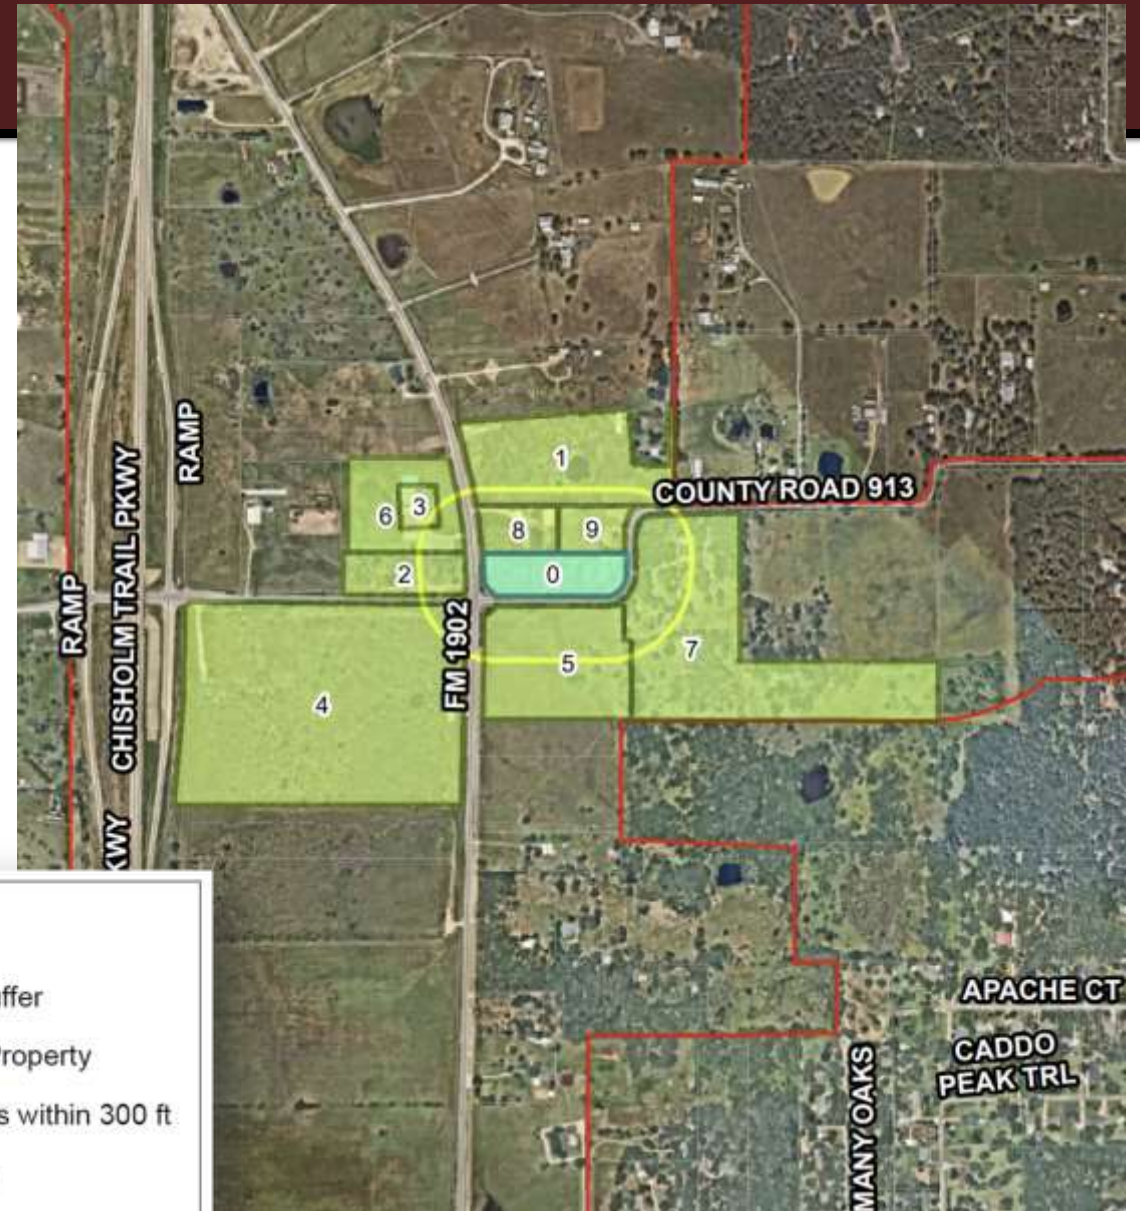 RAMP
CHISHOLM TRAIL PKWY
RAMP
1
COUNTY ROAD 913
3
6
8
9
2
0
FM 1902
5
7
4
KWY
ffer
roperty
s within 300 ft
APACHE CT
CADDO
PEAK TRL
MANY OAKS